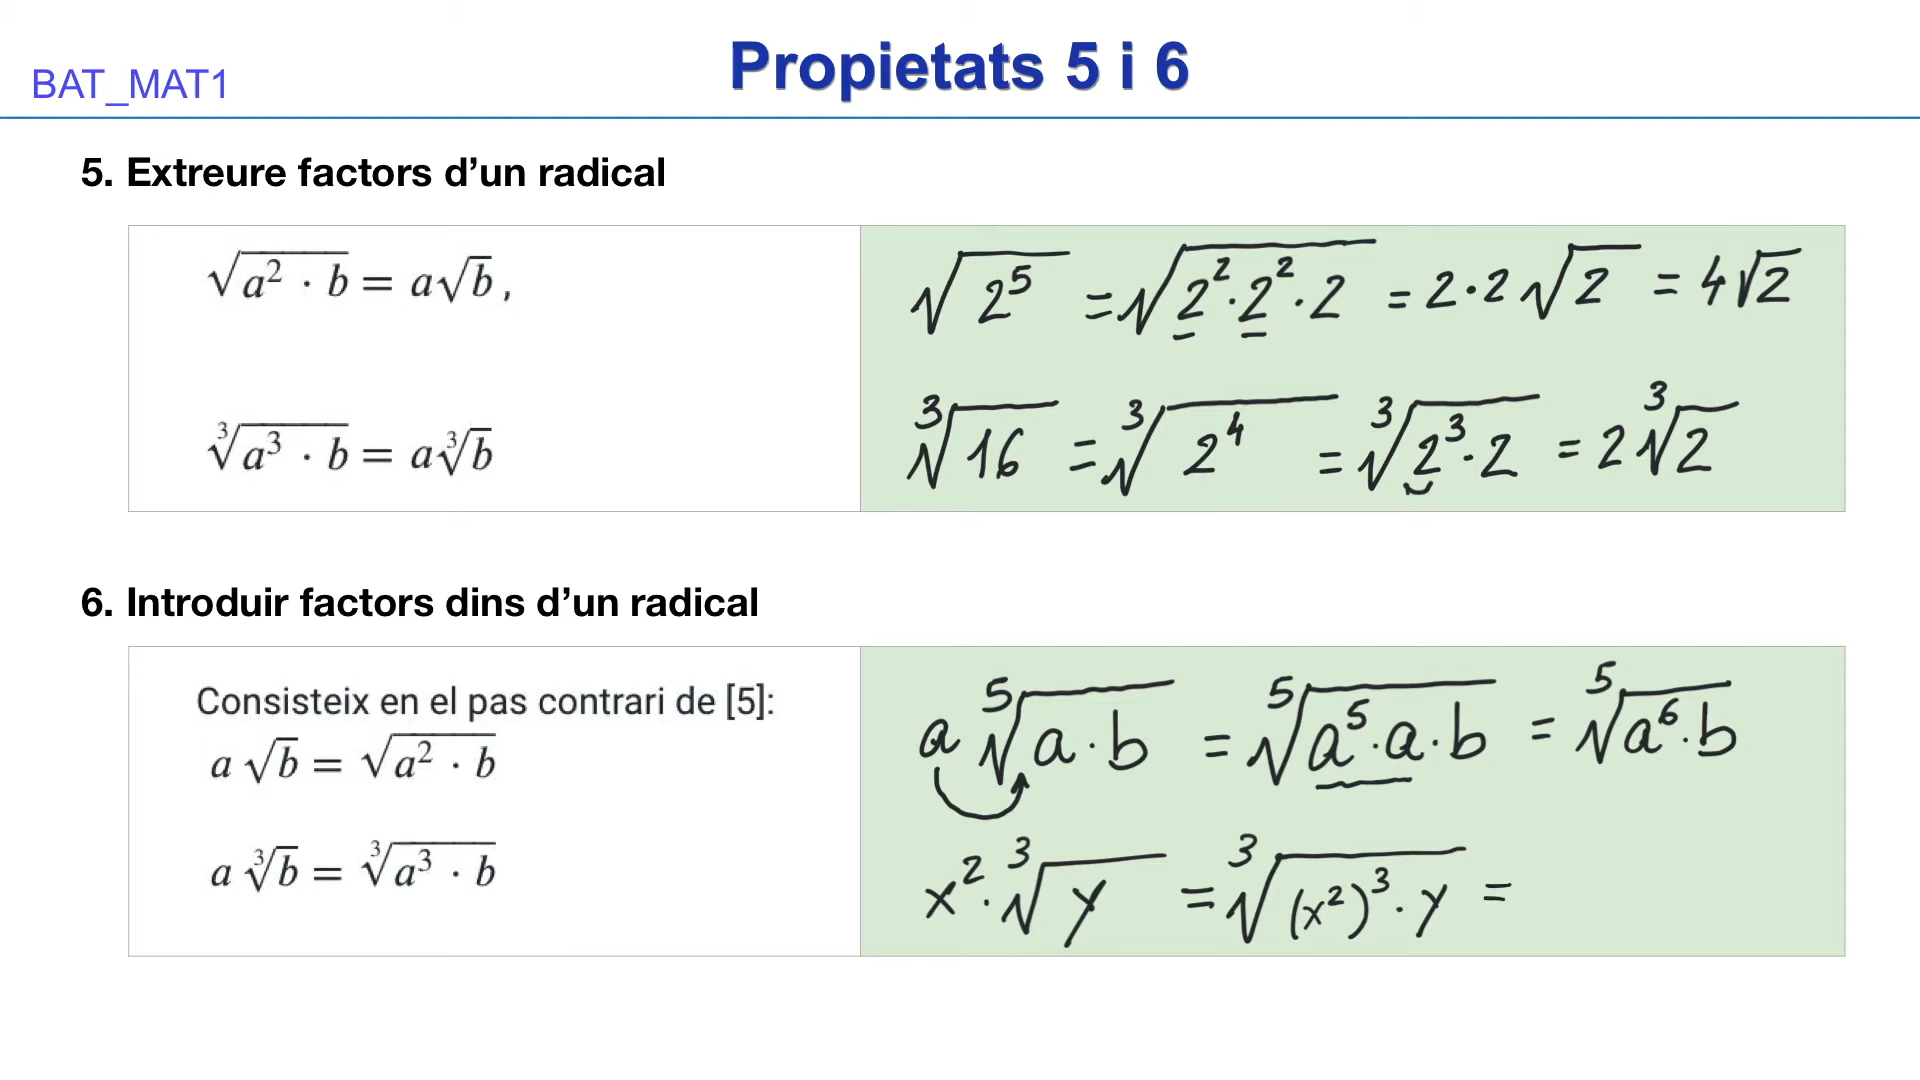 BAT_MAT1
Propietats 5 i 6
5. Extreure factors d’un radical
√(a² · b) = a√b ,
√(2⁵) = √(2² · 2² · 2) = 2 · 2 √2 = 4√2
∛(a³ · b) = a∛b
∛16 = ∛(2⁴) = ∛(2³ · 2) = 2∛2
6. Introduir factors dins d’un radical
Consisteix en el pas contrari de [5]:
a √b = √(a² · b)
a ⁵√(a · b) = ⁵√(a⁵ · a · b) = ⁵√(a⁶ · b)
a ∛b = ∛(a³ · b)
x² · ∛y = ∛((x²)³ · y) =